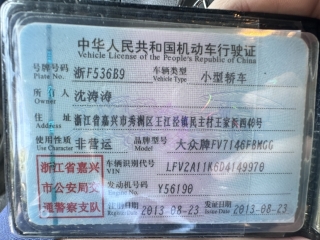 中华人民共和国机动车行驶证
Vehicle License of the People's Republic of China
号牌号码 浙F536B9 车辆类型 小型轿车
Plate No. Vehicle Type
所有人 沈涛涛
Owner
住址 浙江省嘉兴市秀洲区王江泾镇民主村王家浜四40号
Address
使用性质 非营运 品牌型号 大众牌FV7146FBMGG
Use Character Model
浙江省嘉兴 车辆识别代号 LFV2A11K6D4149970
VIN
市公安局交 发动机号码 Y56190
Engine No.
通警察支队 注册日期 2013-08-23 发证日期 2013-08-23
Register Date Issue Date